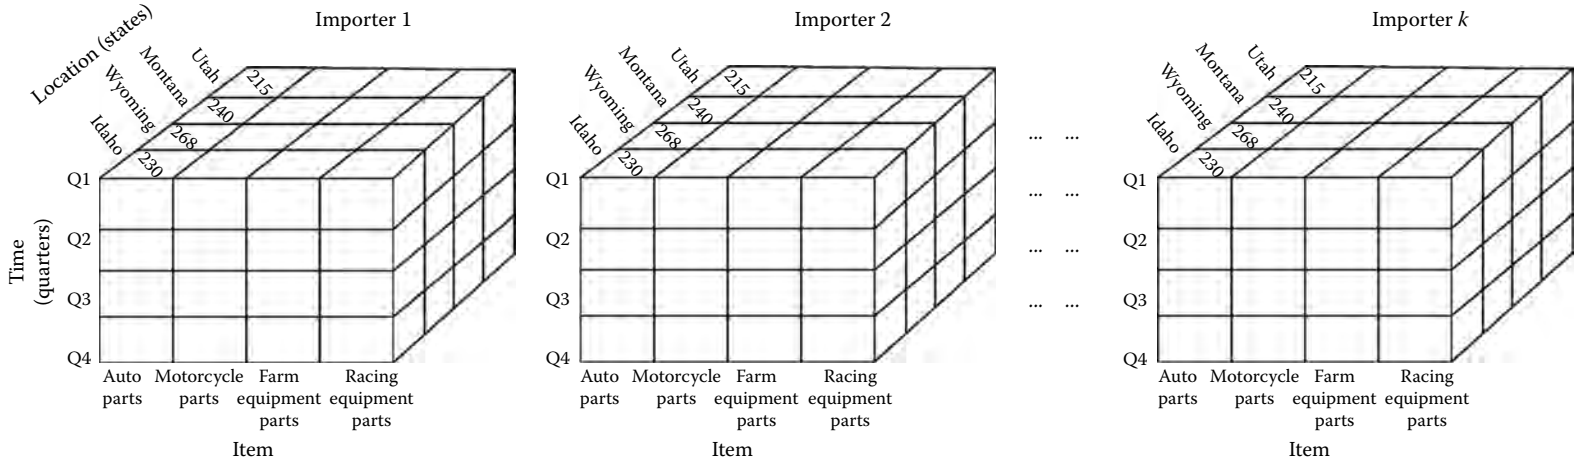 Importer 1
Location (states)
Utah
Montana
Wyoming
Idaho
215
240
268
230
Q1
Q2
Q3
Q4
Time
(quarters)
Auto
parts
Motorcycle
parts
Farm
equipment
parts
Racing
equipment
parts
Item
Importer 2
Utah
Montana
Wyoming
Idaho
215
240
268
230
Q1
Q2
Q3
Q4
Auto
parts
Motorcycle
parts
Farm
equipment
parts
Racing
equipment
parts
Item
... ...
... ...
... ...
... ...
Importer k
Utah
Montana
Wyoming
Idaho
215
240
268
230
Q1
Q2
Q3
Q4
Auto
parts
Motorcycle
parts
Farm
equipment
parts
Racing
equipment
parts
Item